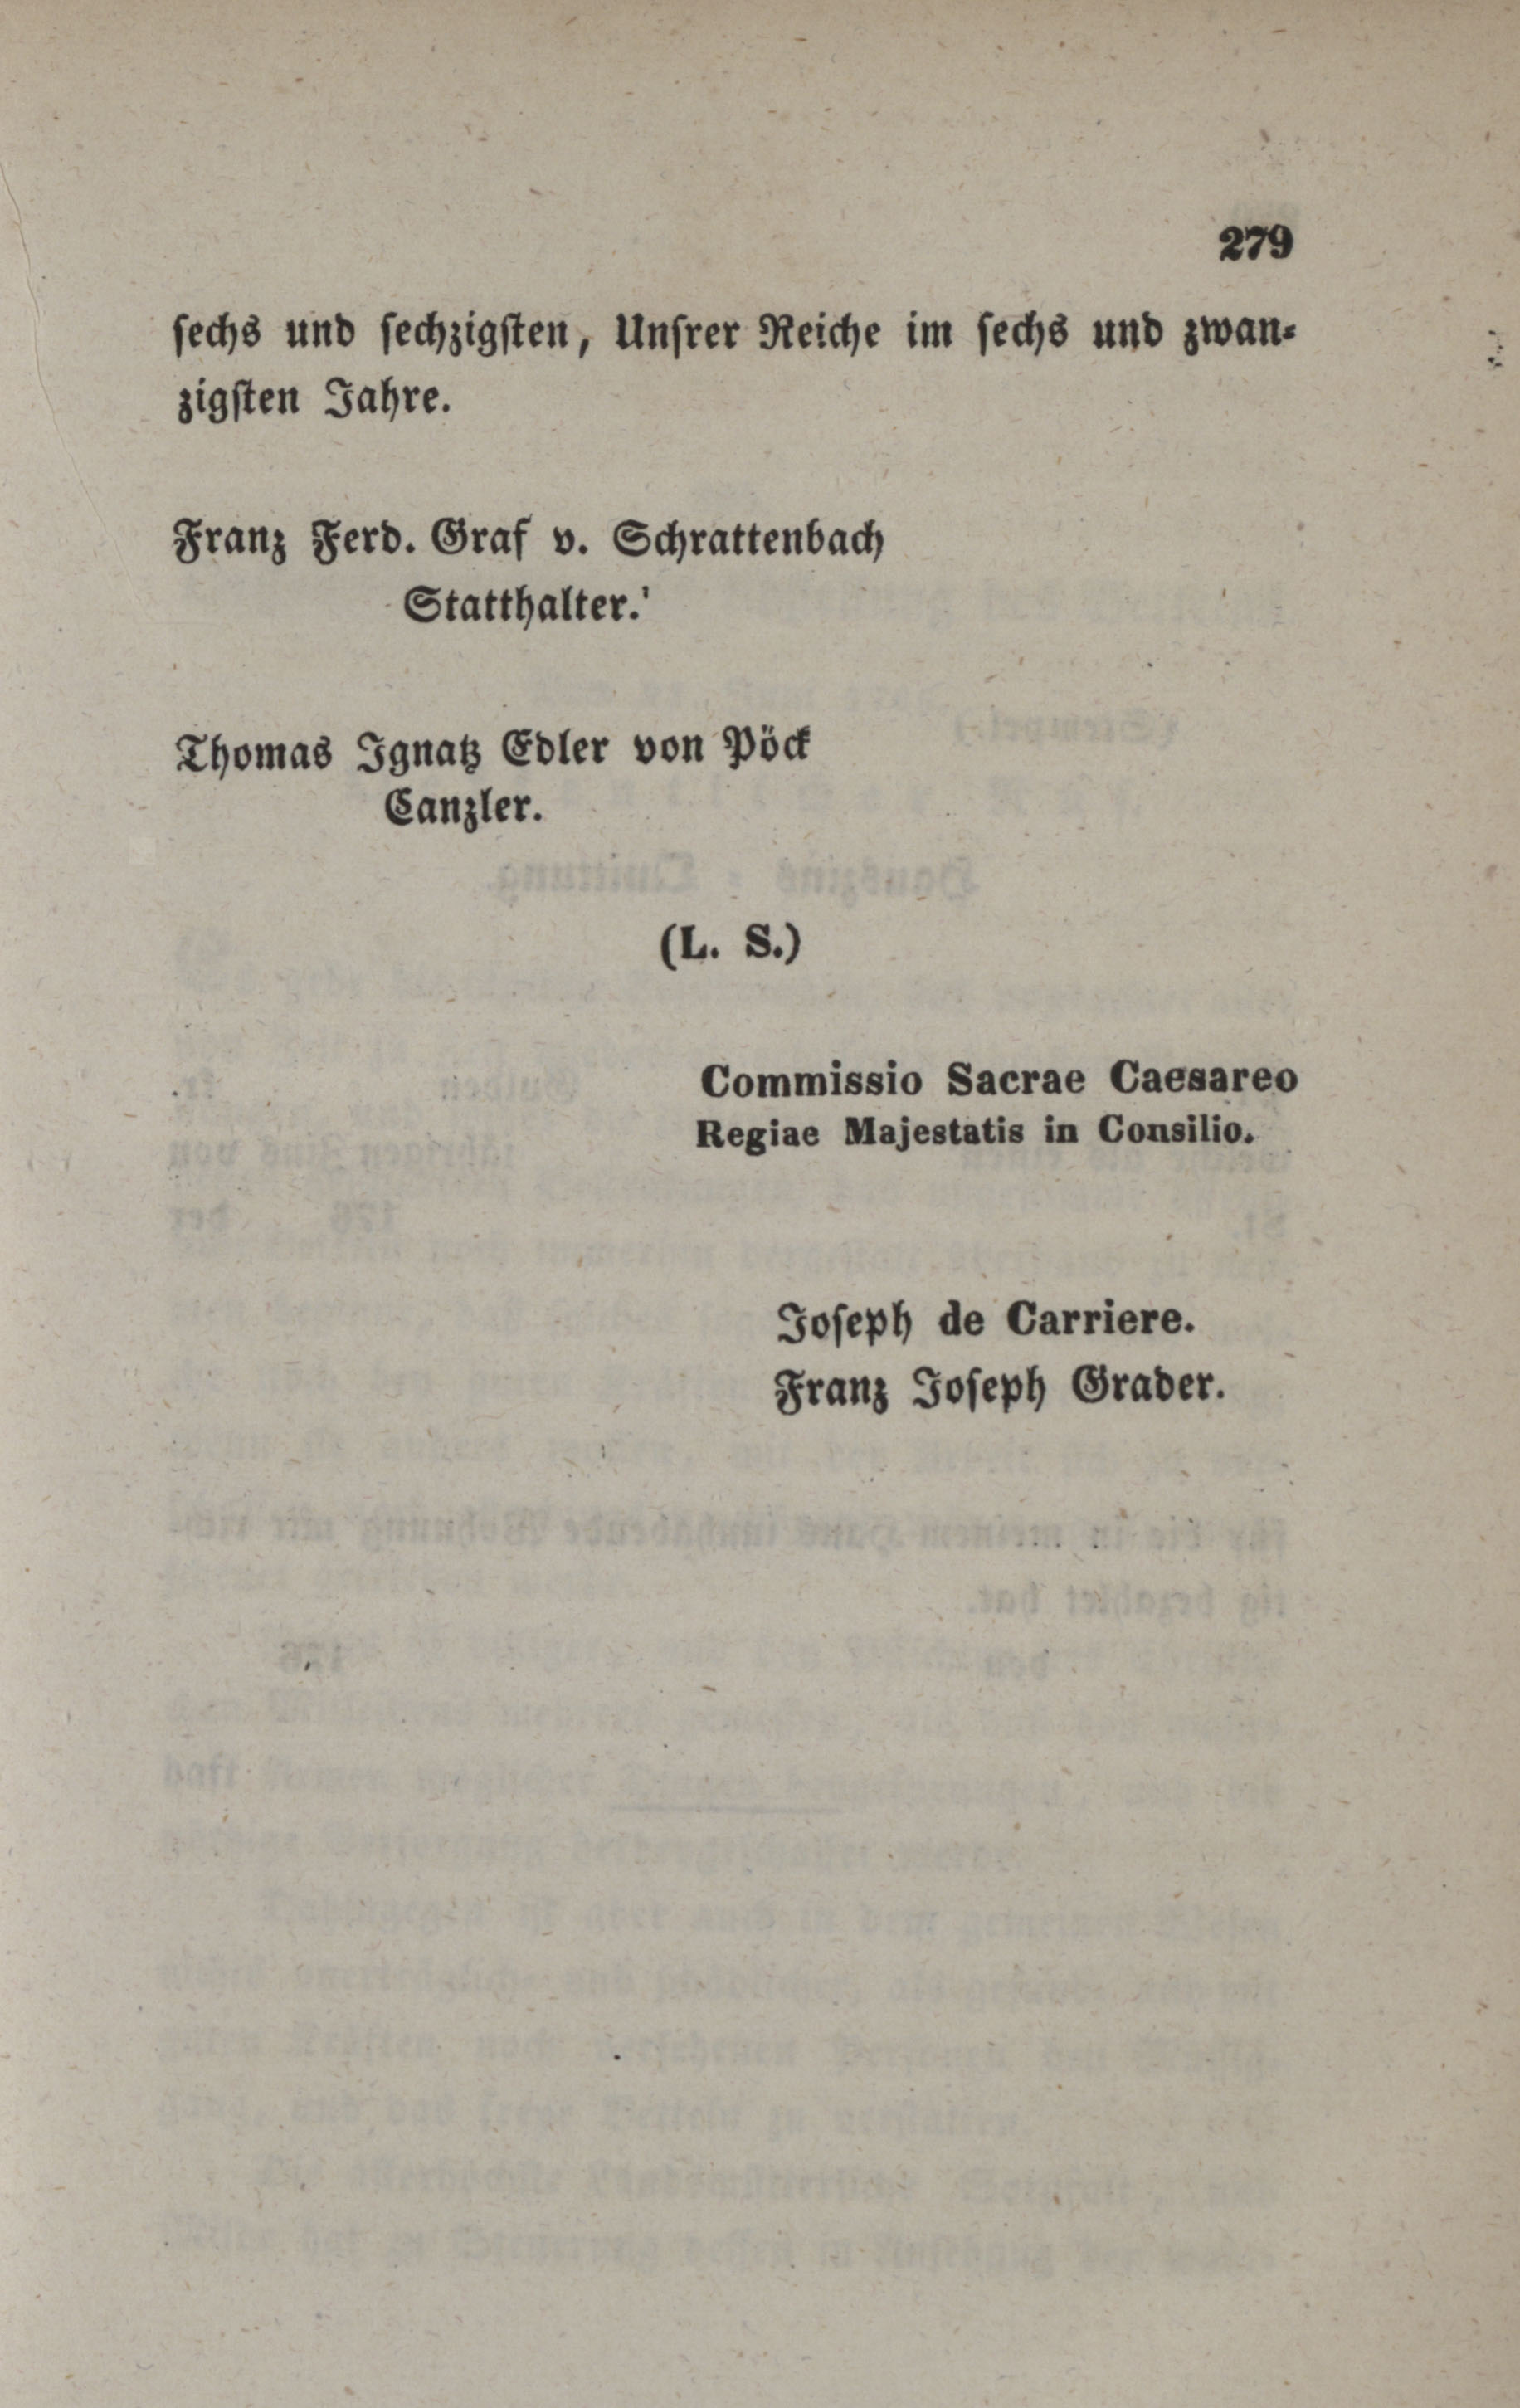 279
sechs und sechzigsten, Unsrer Reiche im sechs und zwan-
zigsten Jahre.
Franz Ferd. Graf v. Schrattenbach
Statthalter.
Thomas Ignatz Edler von Pöck
Canzler.
(L. S.)
Commissio Sacrae Caesareo
Regiae Majestatis in Consilio.
Joseph de Carriere.
Franz Joseph Grader.